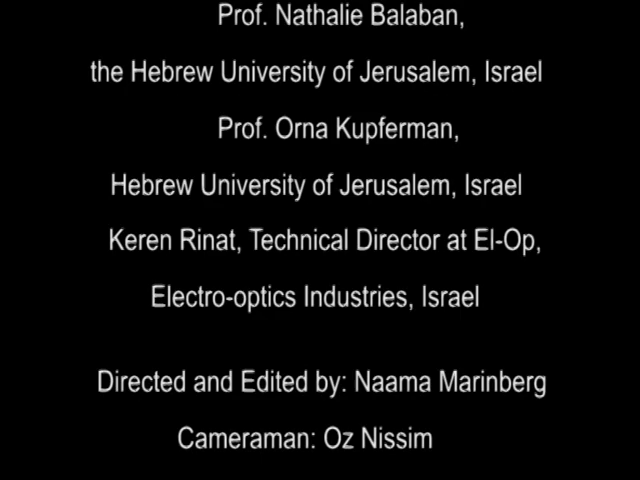 Prof. Nathalie Balaban,
the Hebrew University of Jerusalem, Israel
Prof. Orna Kupferman,
Hebrew University of Jerusalem, Israel
Keren Rinat, Technical Director at El-Op,
Electro-optics Industries, Israel
Directed and Edited by: Naama Marinberg
Cameraman: Oz Nissim